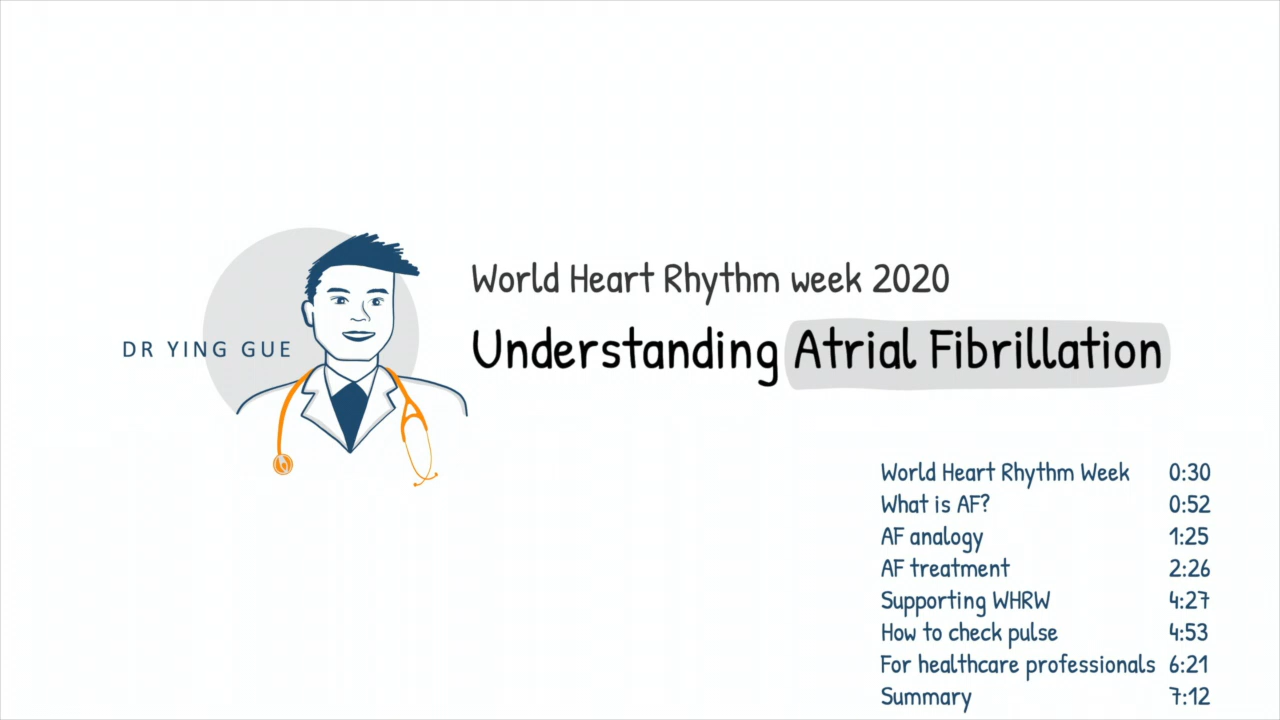 DR YING GUE
World Heart Rhythm week 2020
Understanding Atrial Fibrillation
World Heart Rhythm Week 0:30
What is AF? 0:52
AF analogy 1:25
AF treatment 2:26
Supporting WHRW 4:27
How to check pulse 4:53
For healthcare professionals 6:21
Summary 7:12